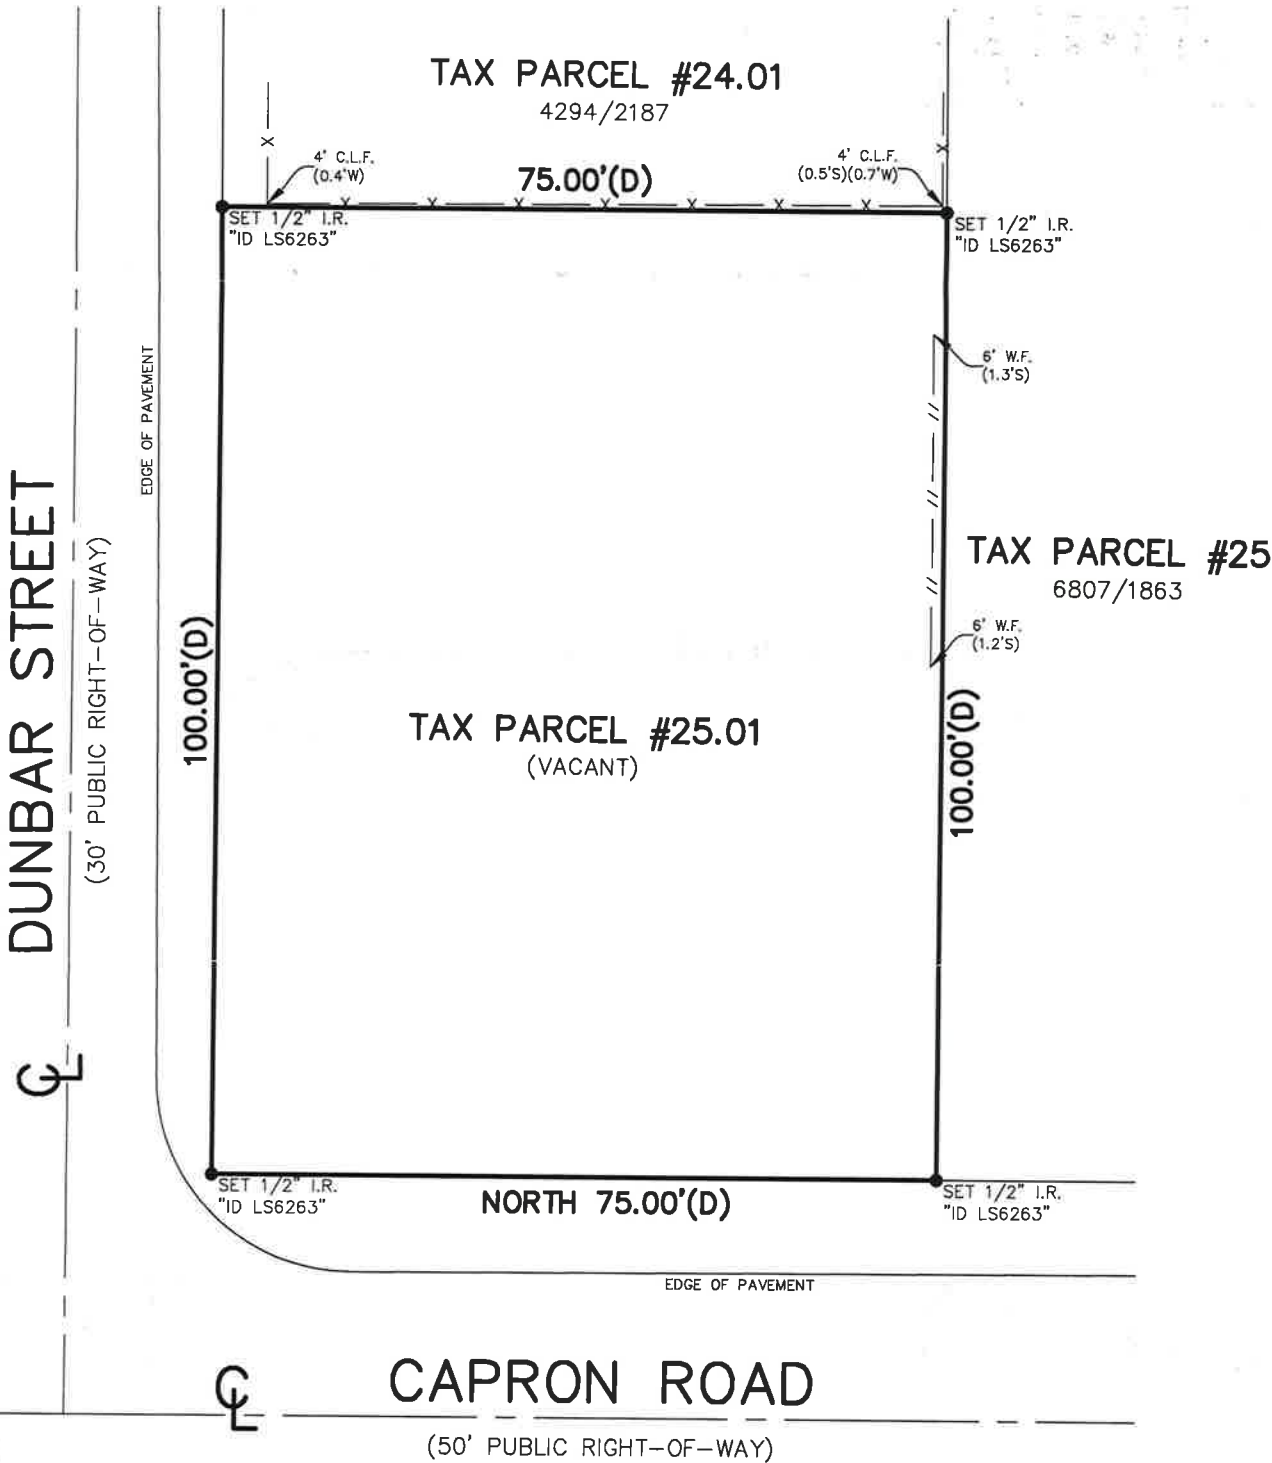 TAX PARCEL #24.01
4294/2187
4' C.L.F.
(0.4'W)
75.00'(D)
4' C.L.F.
(0.5'S)(0.7'W)
X
X
X X X X X X X
SET 1/2" I.R.
"ID LS6263"
SET 1/2" I.R.
"ID LS6263"
EDGE OF PAVEMENT
6' W.F.
(1.3'S)
DUNBAR STREET
(30' PUBLIC RIGHT-OF-WAY)
100.00'(D)
TAX PARCEL #25
6807/1863
6' W.F.
(1.2'S)
TAX PARCEL #25.01
(VACANT)
100.00'(D)
CL
SET 1/2" I.R.
"ID LS6263"
NORTH 75.00'(D)
SET 1/2" I.R.
"ID LS6263"
EDGE OF PAVEMENT
CL
CAPRON ROAD
(50' PUBLIC RIGHT-OF-WAY)